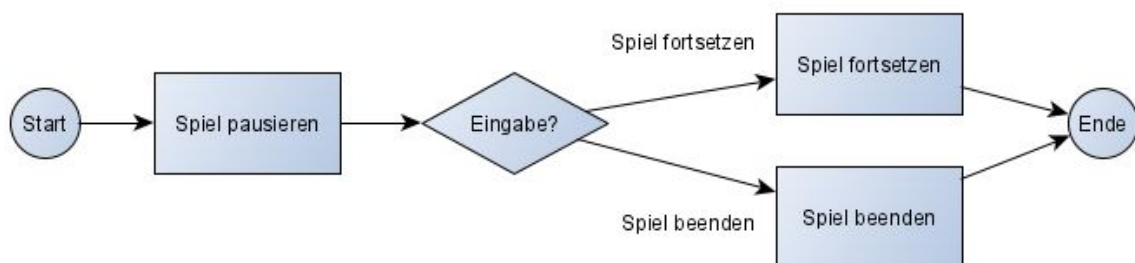 Start
Spiel pausieren
Eingabe?
Spiel fortsetzen
Spiel fortsetzen
Spiel beenden
Spiel beenden
Ende